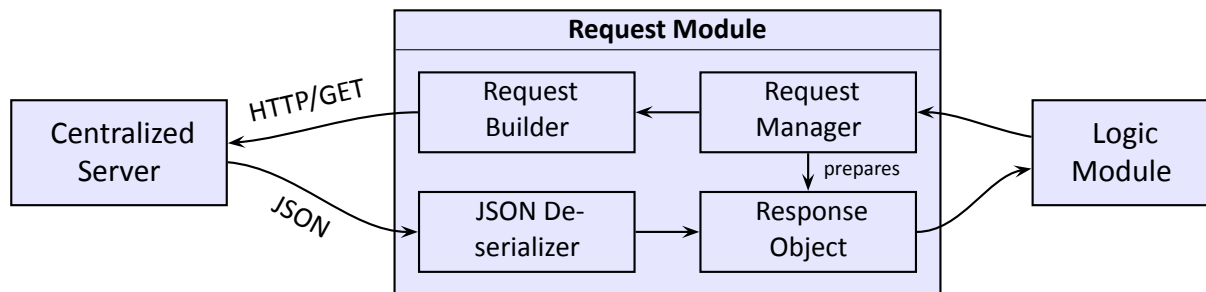 Request Module
HTTP/GET
Request
Builder
Request
Manager
Centralized
Server
Logic
Module
prepares
JSON
JSON De-
serializer
Response
Object